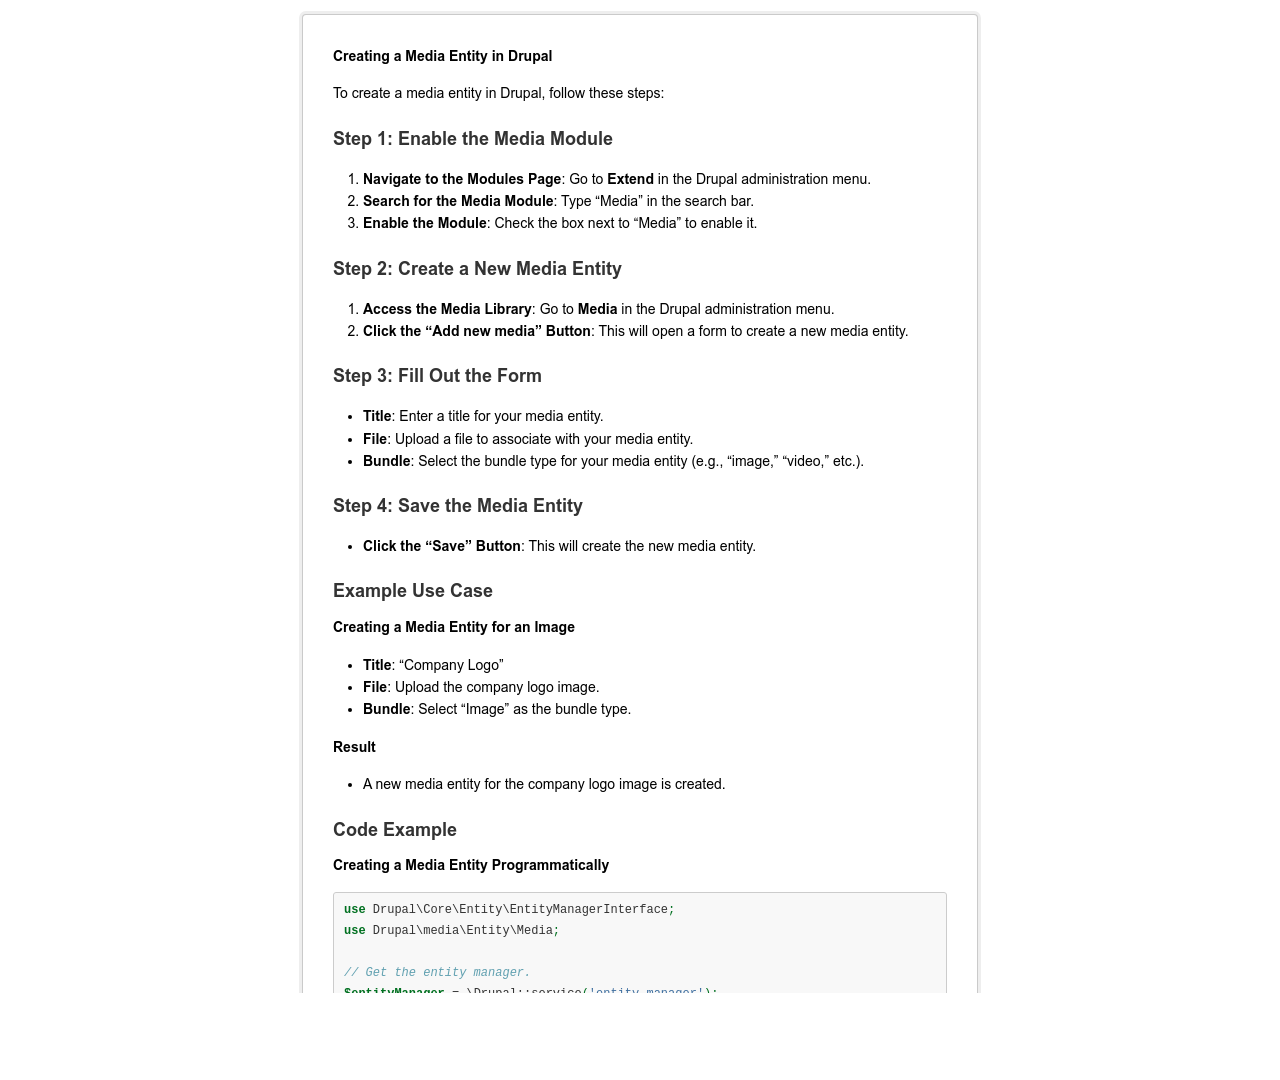 Creating a Media Entity in Drupal
To create a media entity in Drupal, follow these steps:
Step 1: Enable the Media Module
1. Navigate to the Modules Page: Go to Extend in the Drupal administration menu.
2. Search for the Media Module: Type “Media” in the search bar.
3. Enable the Module: Check the box next to “Media” to enable it.
Step 2: Create a New Media Entity
1. Access the Media Library: Go to Media in the Drupal administration menu.
2. Click the “Add new media” Button: This will open a form to create a new media entity.
Step 3: Fill Out the Form
• Title: Enter a title for your media entity.
• File: Upload a file to associate with your media entity.
• Bundle: Select the bundle type for your media entity (e.g., “image,” “video,” etc.).
Step 4: Save the Media Entity
• Click the “Save” Button: This will create the new media entity.
Example Use Case
Creating a Media Entity for an Image
• Title: “Company Logo”
• File: Upload the company logo image.
• Bundle: Select “Image” as the bundle type.
Result
• A new media entity for the company logo image is created.
Code Example
Creating a Media Entity Programmatically
use Drupal\Core\Entity\EntityManagerInterface;
use Drupal\media\Entity\Media;
// Get the entity manager.
$entityManager = \Drupal::service('entity.manager');